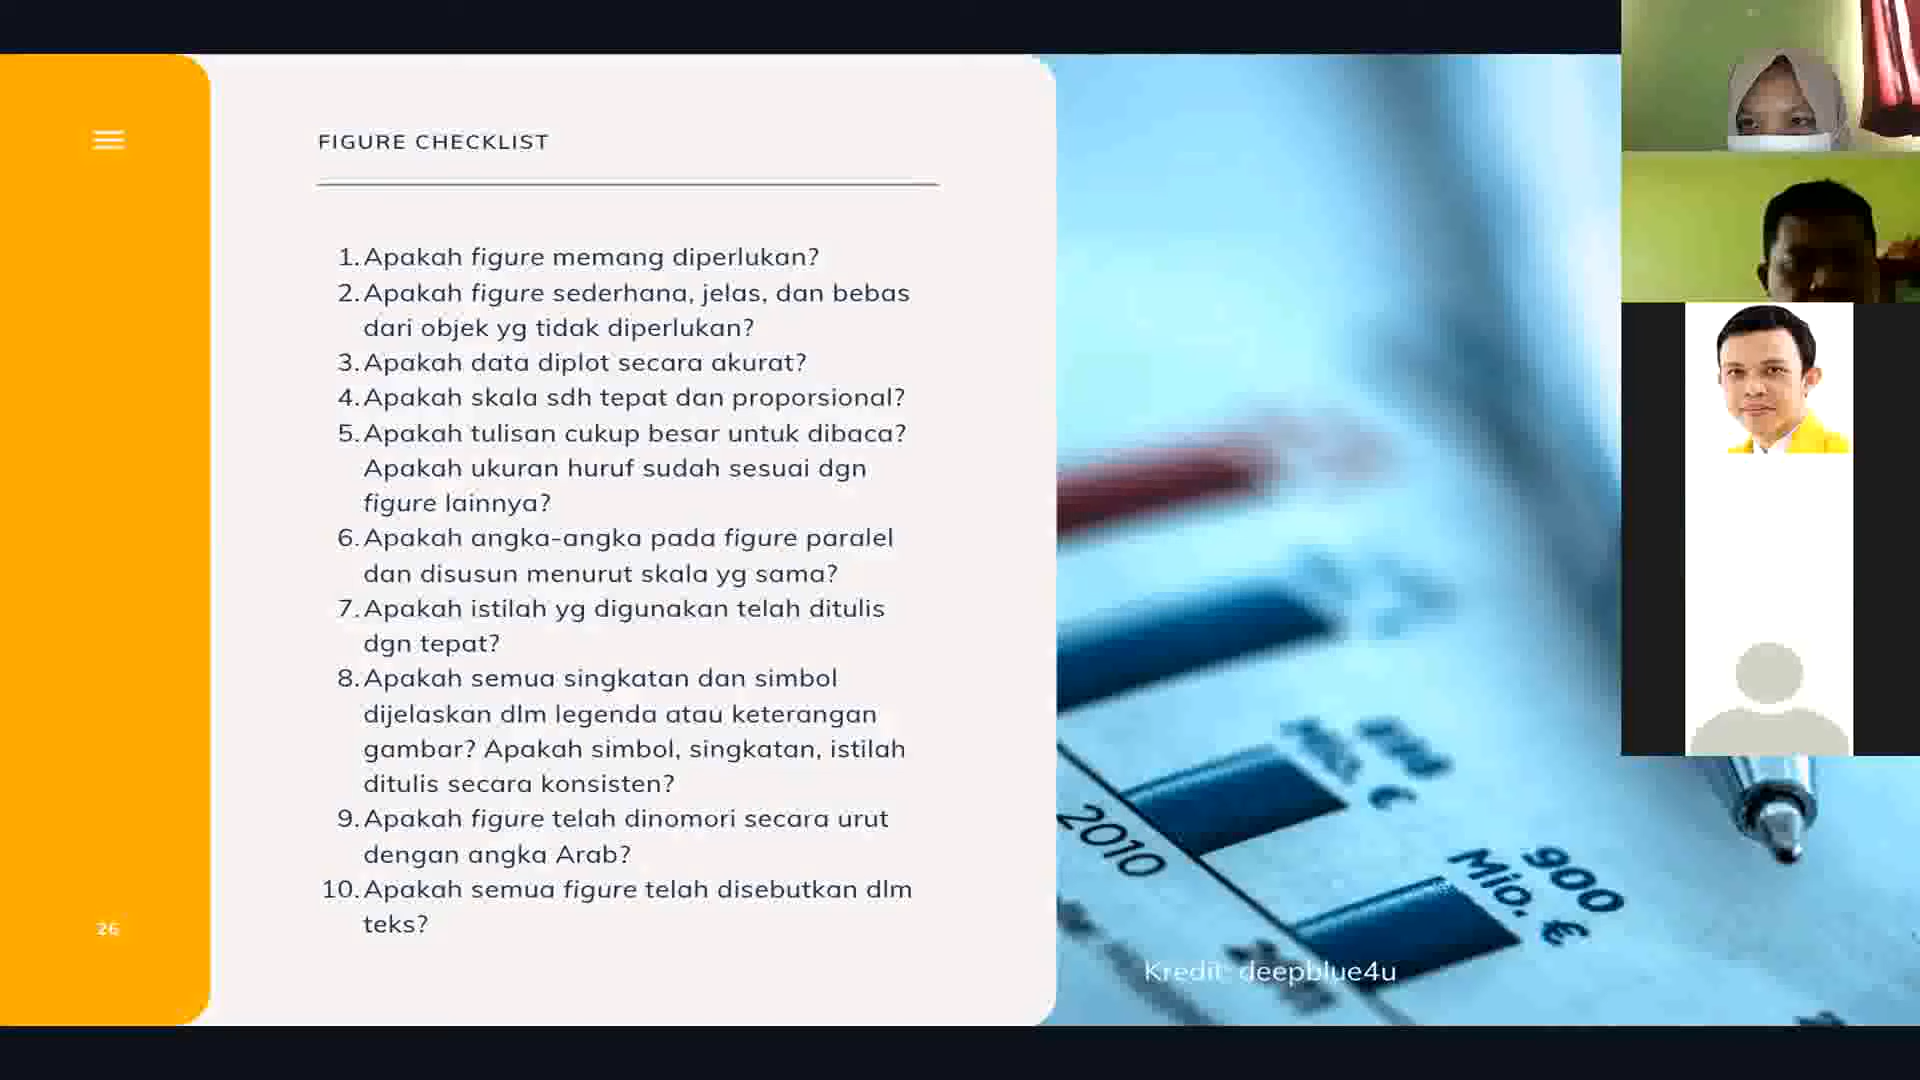 FIGURE CHECKLIST
1. Apakah figure memang diperlukan?
2. Apakah figure sederhana, jelas, dan bebas
dari objek yg tidak diperlukan?
3. Apakah data diplot secara akurat?
4. Apakah skala sdh tepat dan proporsional?
5. Apakah tulisan cukup besar untuk dibaca?
Apakah ukuran huruf sudah sesuai dgn
figure lainnya?
6. Apakah angka-angka pada figure paralel
dan disusun menurut skala yg sama?
7. Apakah istilah yg digunakan telah ditulis
dgn tepat?
8. Apakah semua singkatan dan simbol
dijelaskan dlm legenda atau keterangan
gambar? Apakah simbol, singkatan, istilah
ditulis secara konsisten?
9. Apakah figure telah dinomori secara urut
dengan angka Arab?
10. Apakah semua figure telah disebutkan dlm
teks?
26
Mio. €
2010
900
Mio. €
Kredit: deepblue4u